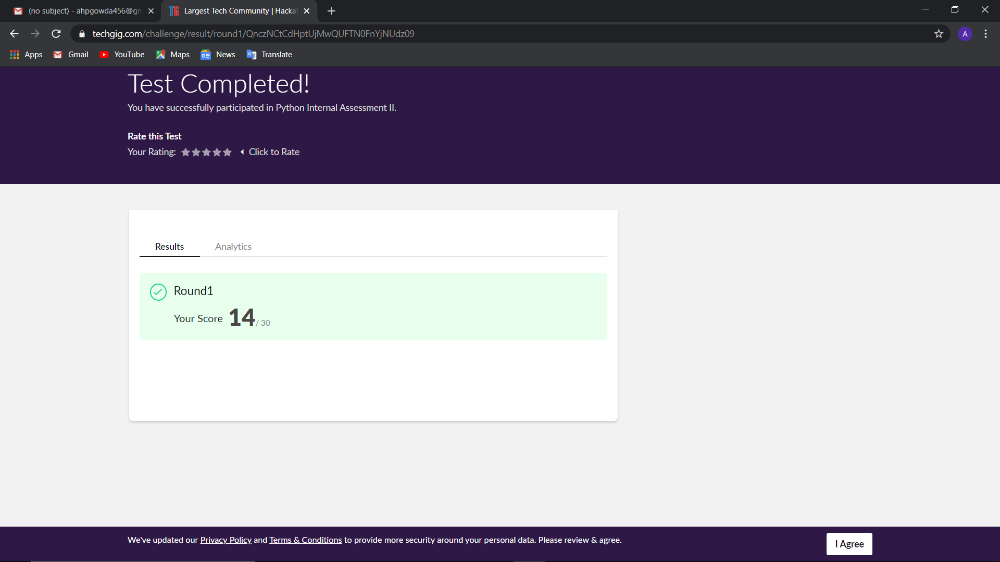 (no subject) - ahpgowda456@gm
Largest Tech Community | Hacka
techgig.com/challenge/result/round1/QnczNCtCdHptUjMwQUFTN0FnYjNUdz09
A
Apps
Gmail
YouTube
Maps
News
Translate
Test Completed!
You have successfully participated in Python Internal Assessment II.
Rate this Test
Your Rating:
Click to Rate
Results
Analytics
Round1
Your Score 14 / 30
We've updated our Privacy Policy and Terms & Conditions to provide more security around your personal data. Please review & agree.
I Agree